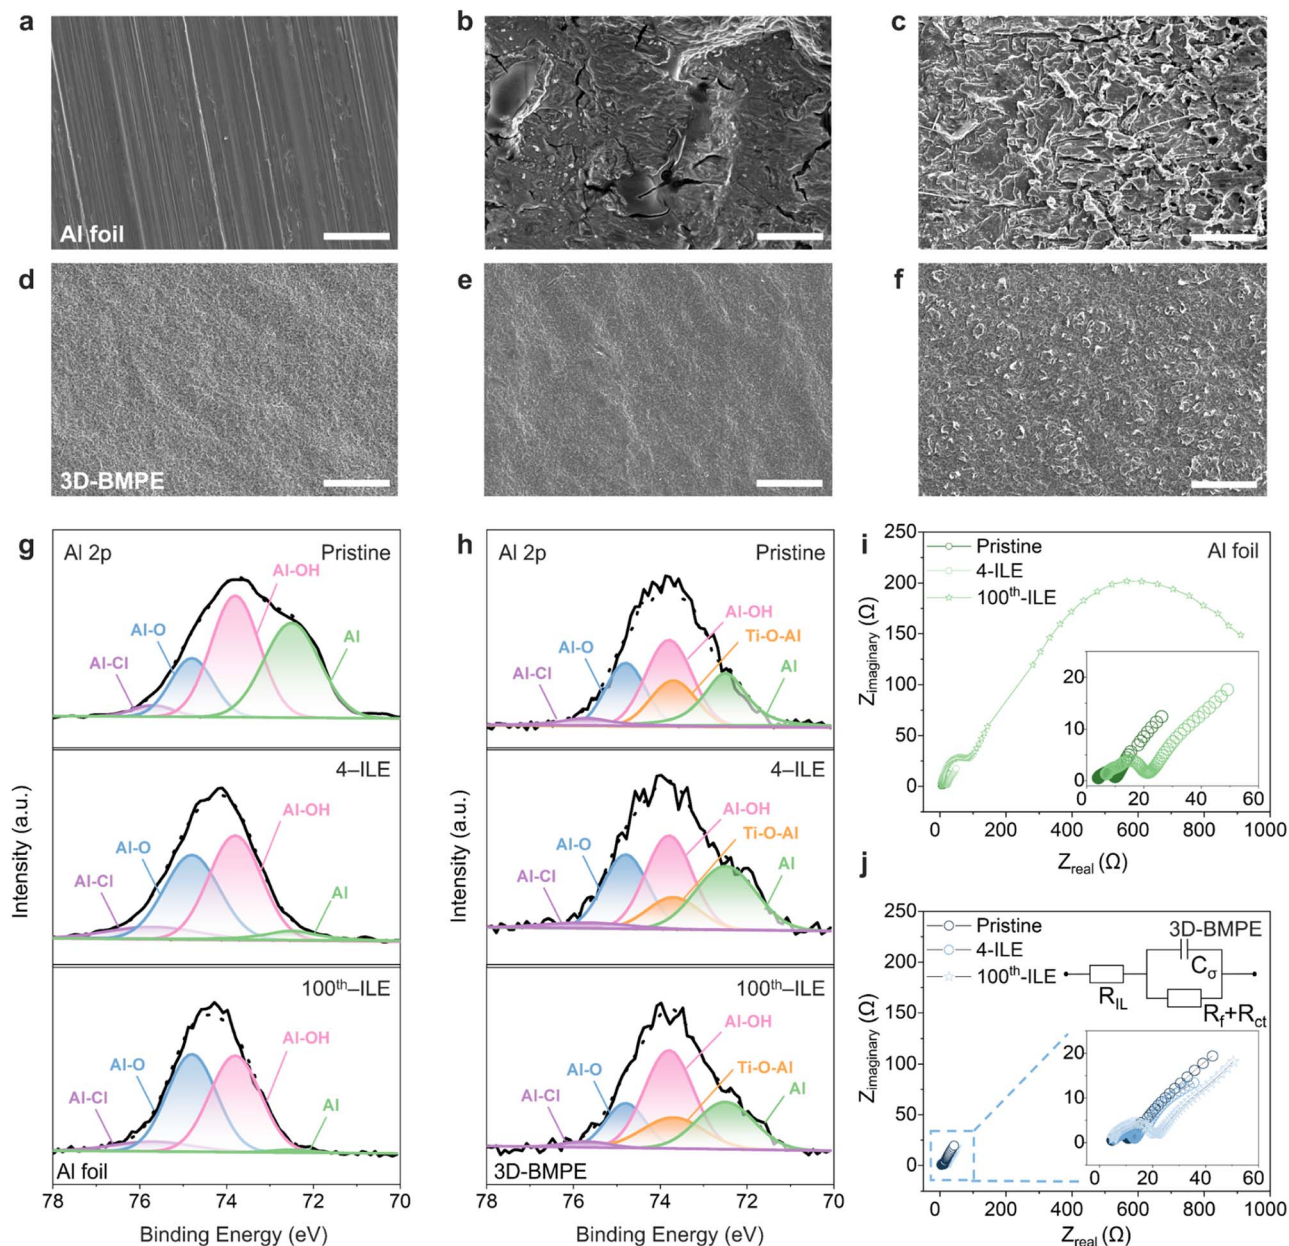 a
b
c
Al foil
d
e
f
3D-BMPE
g
Al 2p
Pristine
Al-OH
Al-O
Al
Al-Cl
4–ILE
Al-OH
Al-O
Al-Cl
Al
100th–ILE
Al-OH
Al-O
Al-Cl
Al
Al foil
78 76 74 72 70
Binding Energy (eV)
Intensity (a.u.)
h
Al 2p
Pristine
Al-OH
Al-O
Ti-O-Al
Al-Cl
Al
4–ILE
Al-OH
Al-O
Ti-O-Al
Al-Cl
Al
100th–ILE
Al-OH
Al-O
Ti-O-Al
Al-Cl
Al
3D-BMPE
78 76 74 72 70
Binding Energy (eV)
Intensity (a.u.)
i
Pristine
4-ILE
100th-ILE
Al foil
250
200
150
100
50
0
0 200 400 600 800 1000
Zreal (Ω)
Zimaginary (Ω)
20
10
0
0 20 40 60
j
Pristine
4-ILE
100th-ILE
3D-BMPE
Cσ
RIL
Rf+Rct
250
200
150
100
50
0
0 200 400 600 800 1000
Zreal (Ω)
Zimaginary (Ω)
20
10
0
0 10 20 30 40 50 60